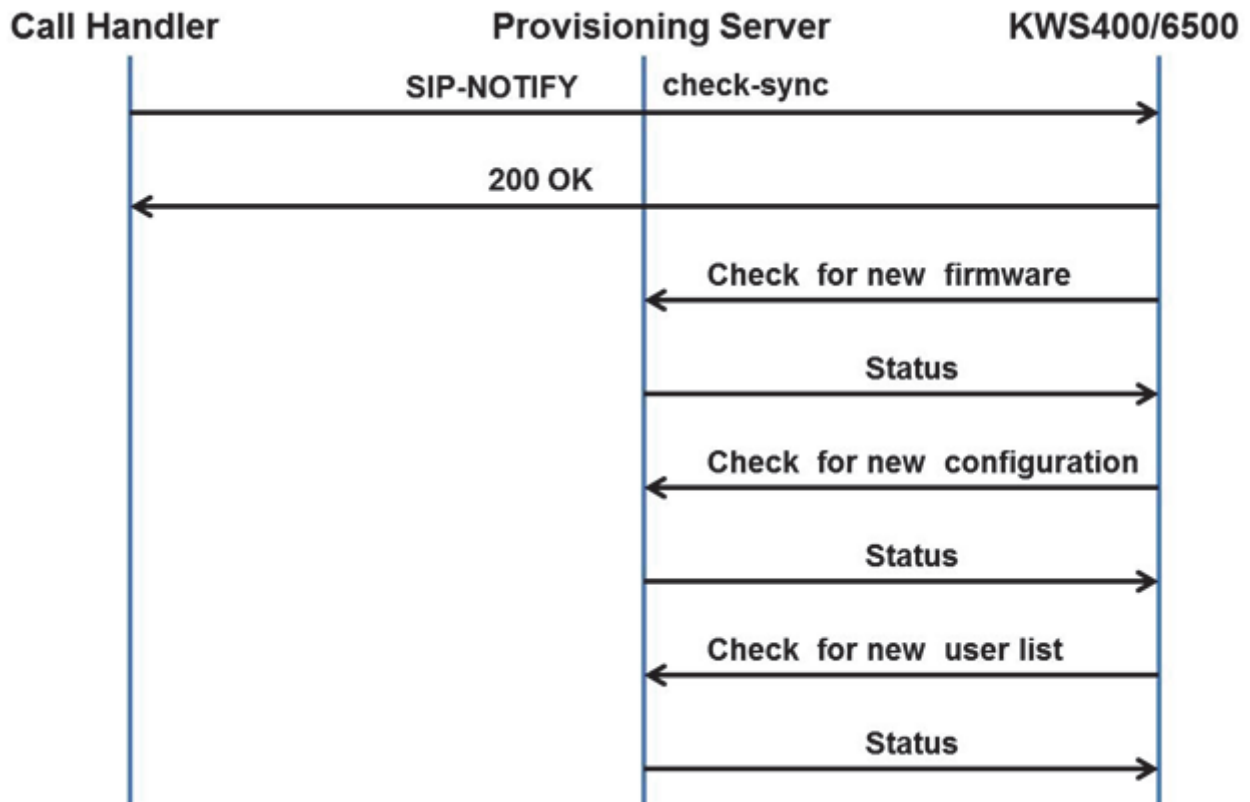 Call Handler Provisioning Server KWS400/6500
SIP-NOTIFY check-sync
200 OK
Check for new firmware
Status
Check for new configuration
Status
Check for new user list
Status